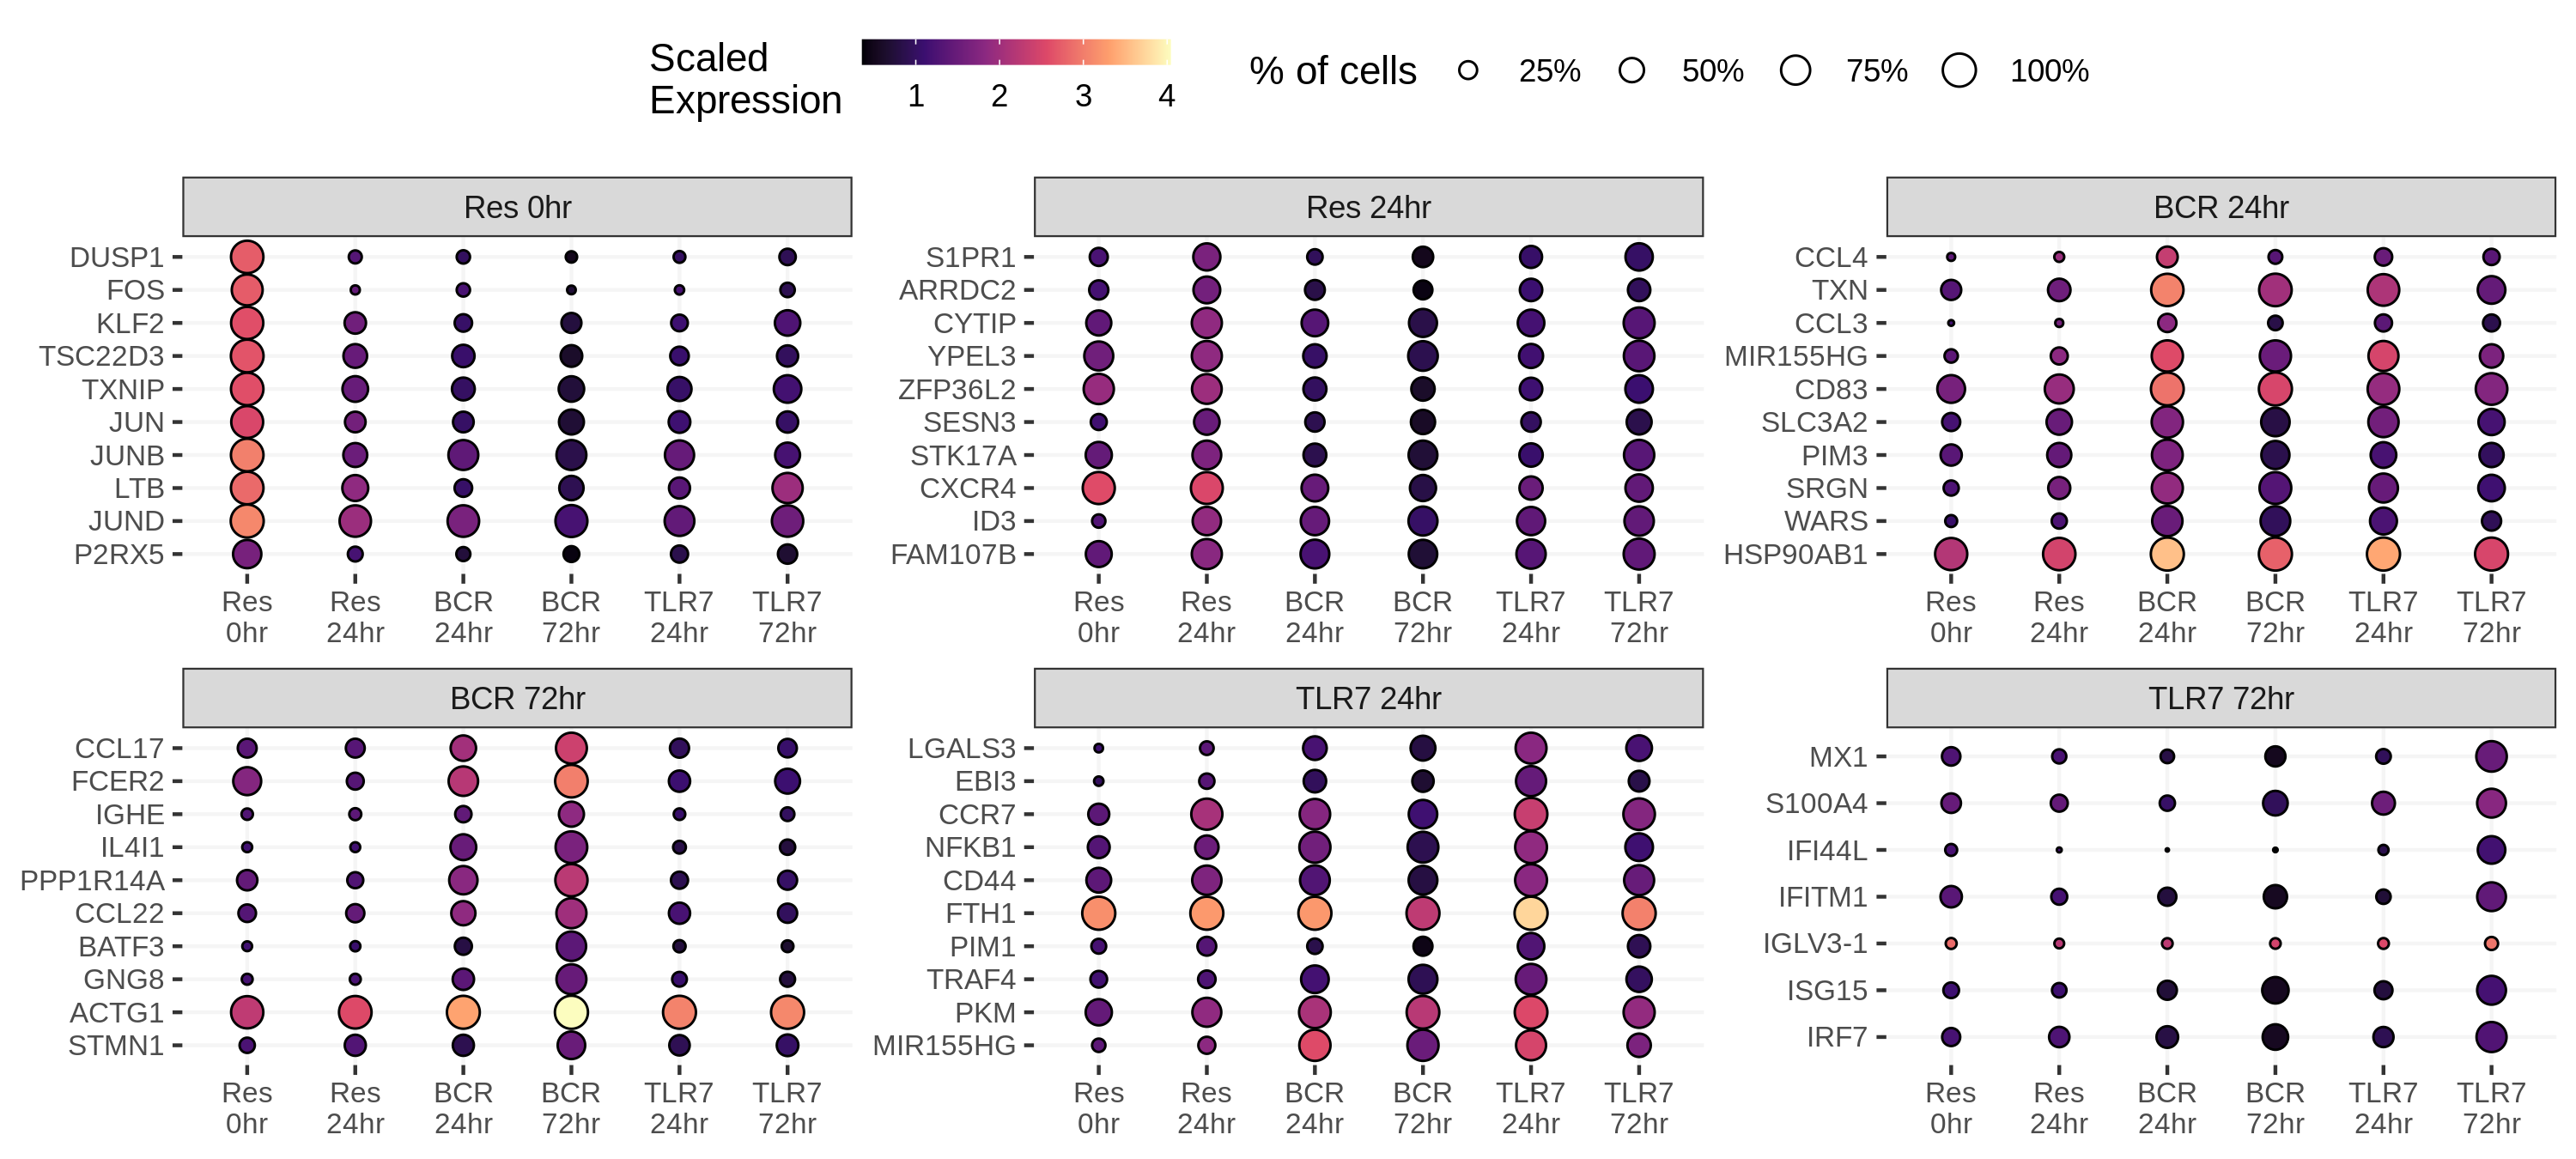 Scaled
Expression
1 2 3 4
% of cells 25% 50% 75% 100%
Res 0hr
DUSP1
FOS
KLF2
TSC22D3
TXNIP
JUN
JUNB
LTB
JUND
P2RX5
Res Res BCR BCR TLR7 TLR7
0hr 24hr 24hr 72hr 24hr 72hr
Res 24hr
S1PR1
ARRDC2
CYTIP
YPEL3
ZFP36L2
SESN3
STK17A
CXCR4
ID3
FAM107B
Res Res BCR BCR TLR7 TLR7
0hr 24hr 24hr 72hr 24hr 72hr
BCR 24hr
CCL4
TXN
CCL3
MIR155HG
CD83
SLC3A2
PIM3
SRGN
WARS
HSP90AB1
Res Res BCR BCR TLR7 TLR7
0hr 24hr 24hr 72hr 24hr 72hr
BCR 72hr
CCL17
FCER2
IGHE
IL4I1
PPP1R14A
CCL22
BATF3
GNG8
ACTG1
STMN1
Res Res BCR BCR TLR7 TLR7
0hr 24hr 24hr 72hr 24hr 72hr
TLR7 24hr
LGALS3
EBI3
CCR7
NFKB1
CD44
FTH1
PIM1
TRAF4
PKM
MIR155HG
Res Res BCR BCR TLR7 TLR7
0hr 24hr 24hr 72hr 24hr 72hr
TLR7 72hr
MX1
S100A4
IFI44L
IFITM1
IGLV3-1
ISG15
IRF7
Res Res BCR BCR TLR7 TLR7
0hr 24hr 24hr 72hr 24hr 72hr